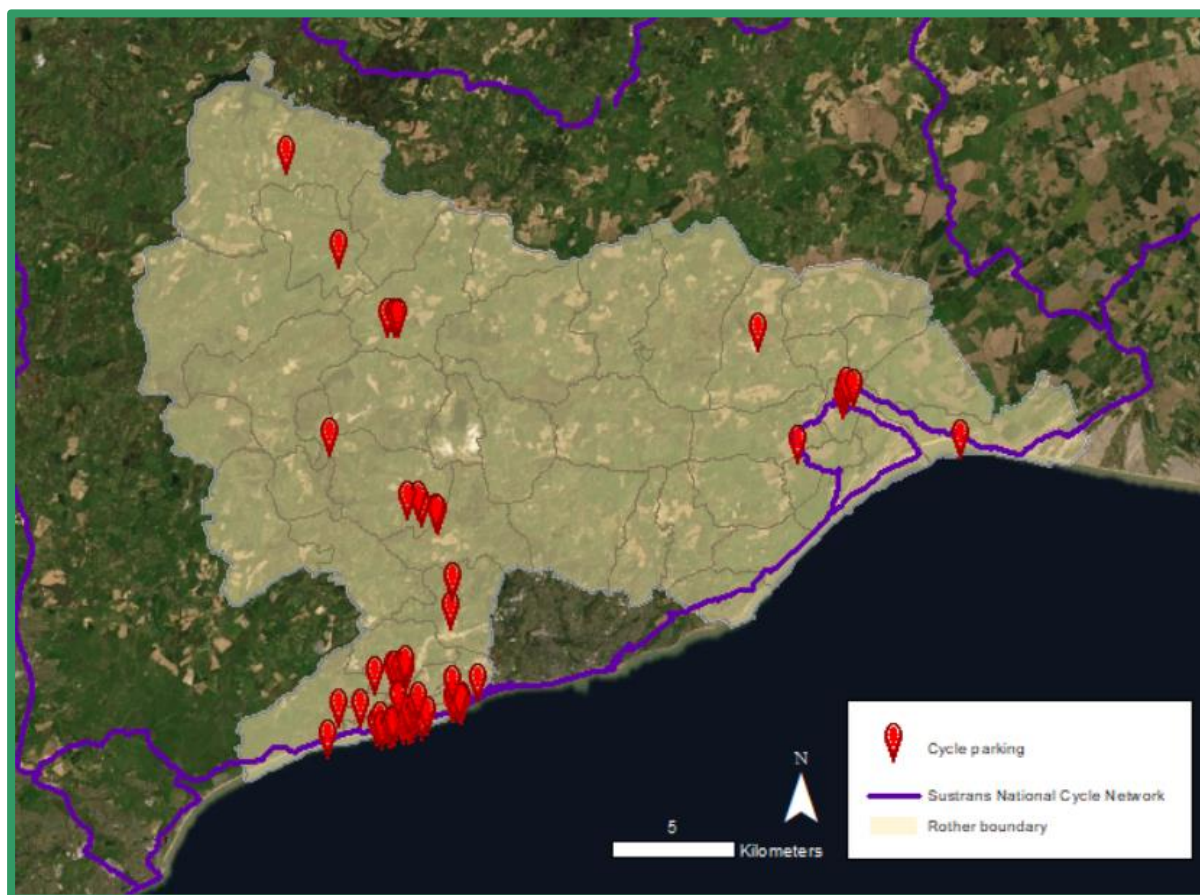 N
5
Kilometers
Cycle parking
Sustrans National Cycle Network
Rother boundary